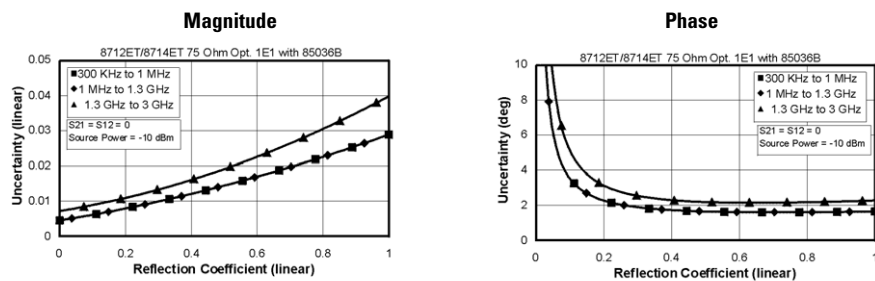 Magnitude
8712ET/8714ET 75 Ohm Opt. 1E1 with 85036B
Uncertainty (linear)
0.05
0.04
0.03
0.02
0.01
0
300 KHz to 1 MHz
1 MHz to 1.3 GHz
1.3 GHz to 3 GHz
S21 = S12 = 0
Source Power = -10 dBm
0 0.2 0.4 0.6 0.8 1
Reflection Coefficient (linear)
Phase
8712ET/8714ET 75 Ohm Opt. 1E1 with 85036B
Uncertainty (deg)
10
8
6
4
2
0
300 KHz to 1 MHz
1 MHz to 1.3 GHz
1.3 GHz to 3 GHz
S21 = S12 = 0
Source Power = -10 dBm
0 0.2 0.4 0.6 0.8 1
Reflection Coefficient (linear)